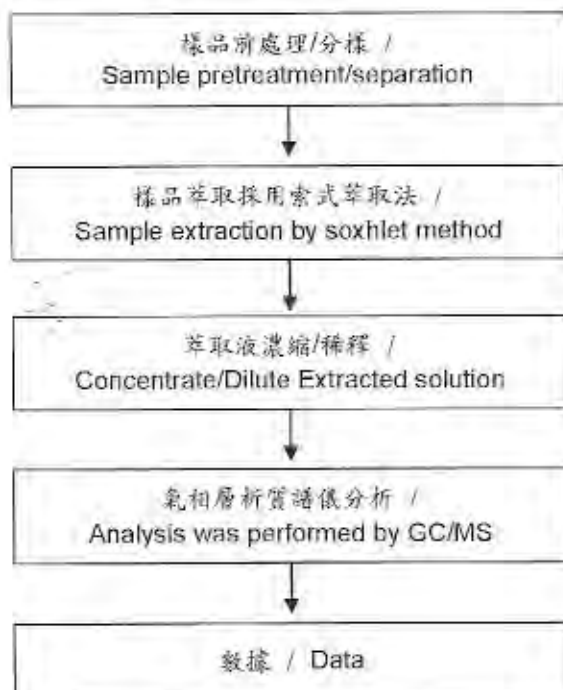 樣品前處理/分樣 /
Sample pretreatment/separation
樣品萃取採用索式萃取法 /
Sample extraction by soxhlet method
萃取液濃縮/稀釋 /
Concentrate/Dilute Extracted solution
氣相層析質譜儀分析 /
Analysis was performed by GC/MS
數據 / Data